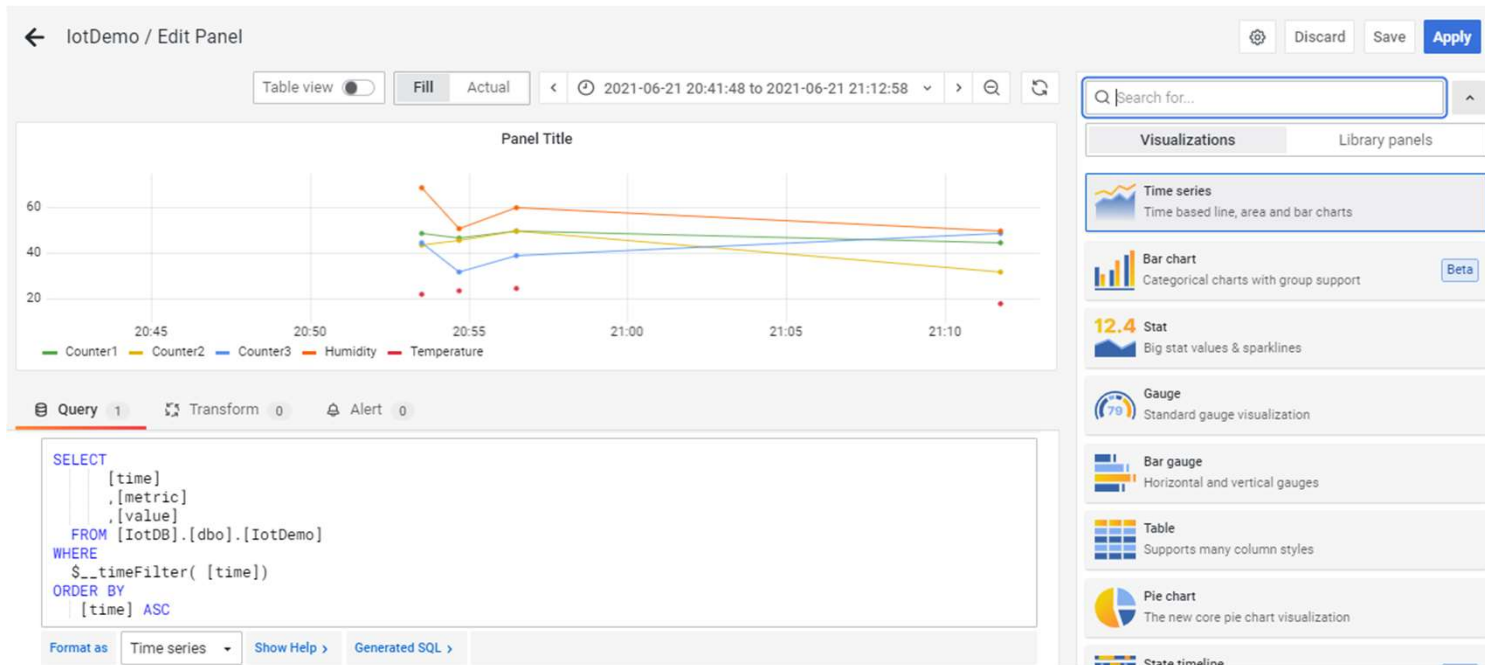 IotDemo / Edit Panel
Discard Save Apply
Table view Fill Actual 2021-06-21 20:41:48 to 2021-06-21 21:12:58
Search for...
Panel Title
Visualizations Library panels
60
40
20
20:45 20:50 20:55 21:00 21:05 21:10
Counter1 Counter2 Counter3 Humidity Temperature
Time series
Time based line, area and bar charts
Bar chart
Categorical charts with group support
Beta
12.4 Stat
Big stat values & sparklines
79
Gauge
Standard gauge visualization
Bar gauge
Horizontal and vertical gauges
Table
Supports many column styles
Pie chart
The new core pie chart visualization
State timeline
Query 1 Transform 0 Alert 0
SELECT
[time]
,[metric]
,[value]
FROM [IotDB].[dbo].[IotDemo]
WHERE
$__timeFilter( [time])
ORDER BY
[time] ASC
Format as Time series Show Help > Generated SQL >